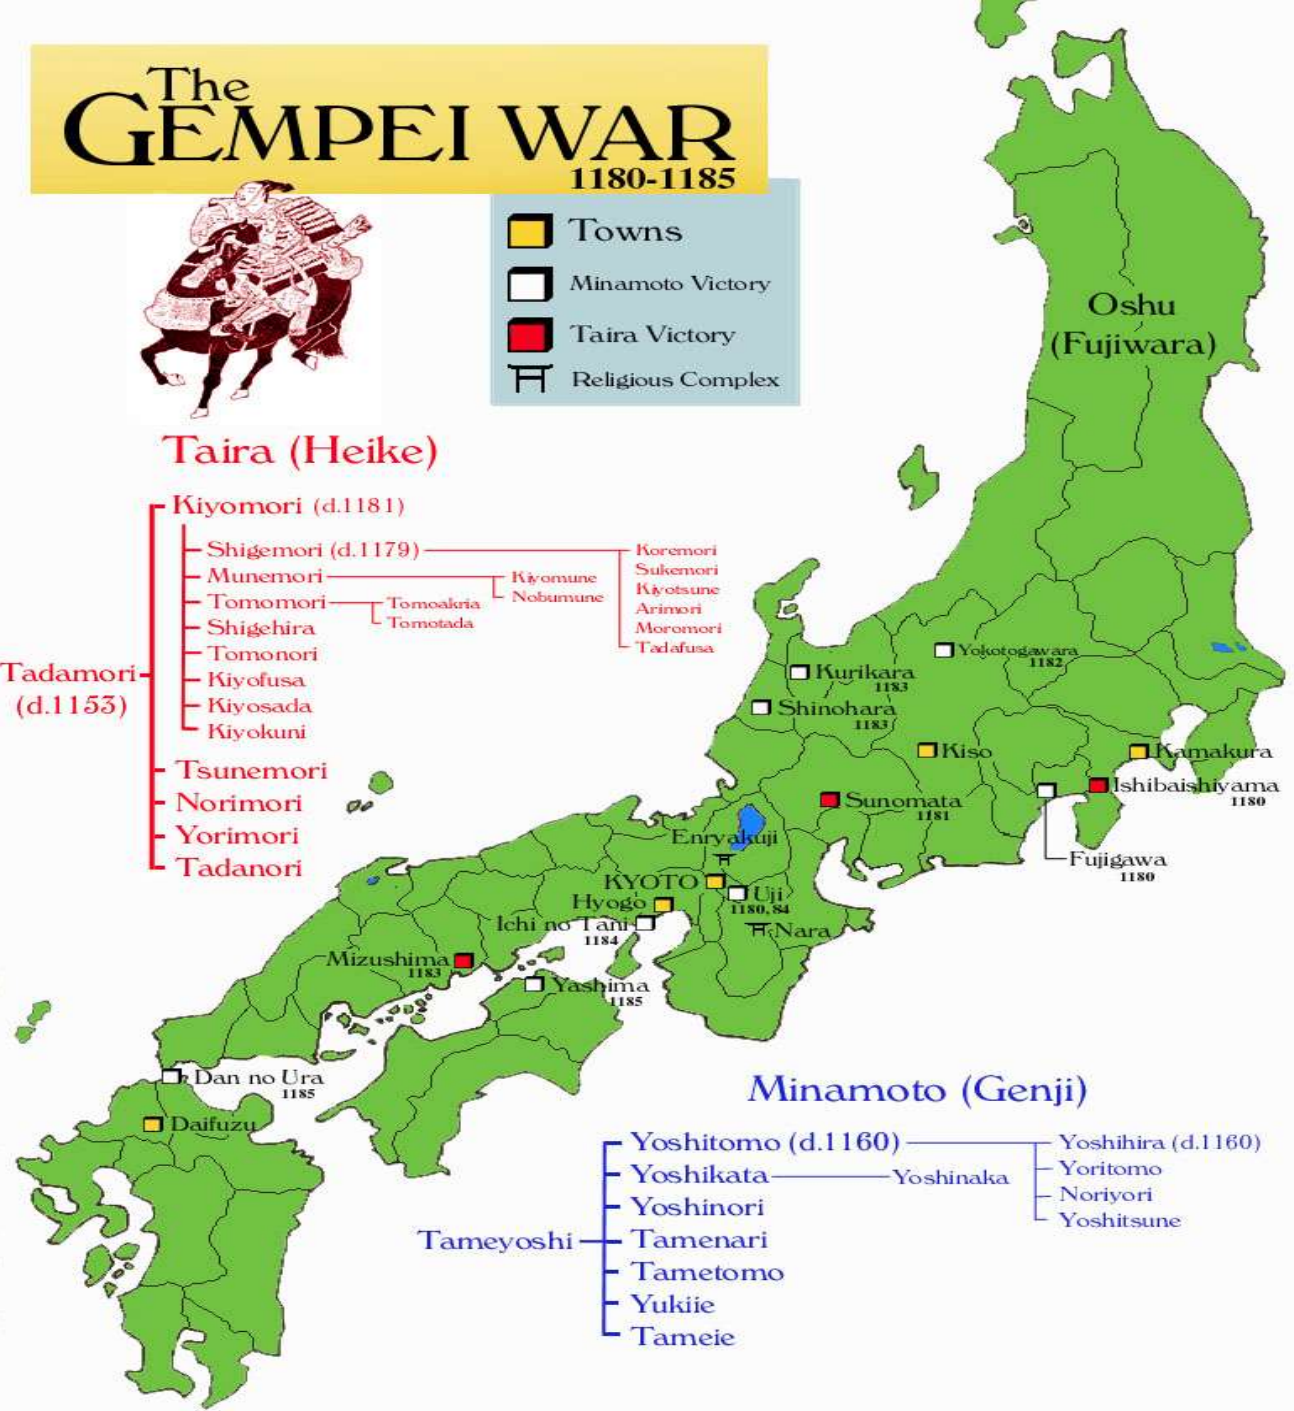 The
GEMPEI WAR
1180-1185
Towns
Minamoto Victory
Taira Victory
Religious Complex
Oshu
(Fujiwara)
Taira (Heike)
Tadamori
(d.1153)
Kiyomori (d.1181)
Shigemori (d.1179)
Koremori
Sukemori
Kiyotsune
Arimori
Moromori
Tadafusa
Munemori
Kiyomune
Nobumune
Tomomori
Tomoakria
Tomotada
Shigehira
Tomonori
Kiyofusa
Kiyosada
Kiyokuni
Tsunemori
Norimori
Yorimori
Tadanori
Yokotogawara
1182
Kurikara
1183
Shinohara
1183
Kiso
Kamakura
Ishibaishiyama
1180
Sunomata
1181
Fujigawa
1180
Enryakuji
KYOTO
Uji
1180, 84
Hyogo
Ichi no Tani
1184
Nara
Mizushima
1183
Yashima
1185
Dan no Ura
1185
Daifuzu
Minamoto (Genji)
Tameyoshi
Yoshitomo (d.1160)
Yoshihira (d.1160)
Yoritomo
Noriyori
Yoshitsune
Yoshikata
Yoshinaka
Yoshinori
Tamenari
Tametomo
Yukiie
Tameie